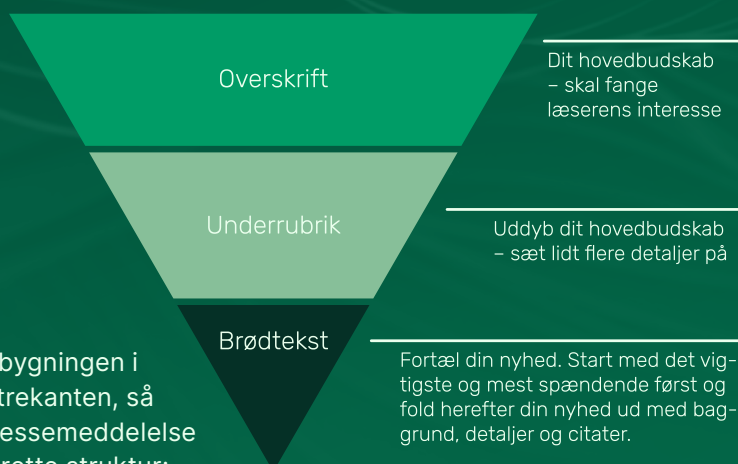 Overskrift
Dit hovedbudskab
– skal fange
læserens interesse
Underrubrik
Uddyb dit hovedbudskab
– sæt lidt flere detaljer på
Brødtekst
Fortæl din nyhed. Start med det vig-
tigste og mest spændende først og
fold herefter din nyhed ud med bag-
grund, detaljer og citater.
bygningen i
trekanten, så
essemeddelelse
struktur: